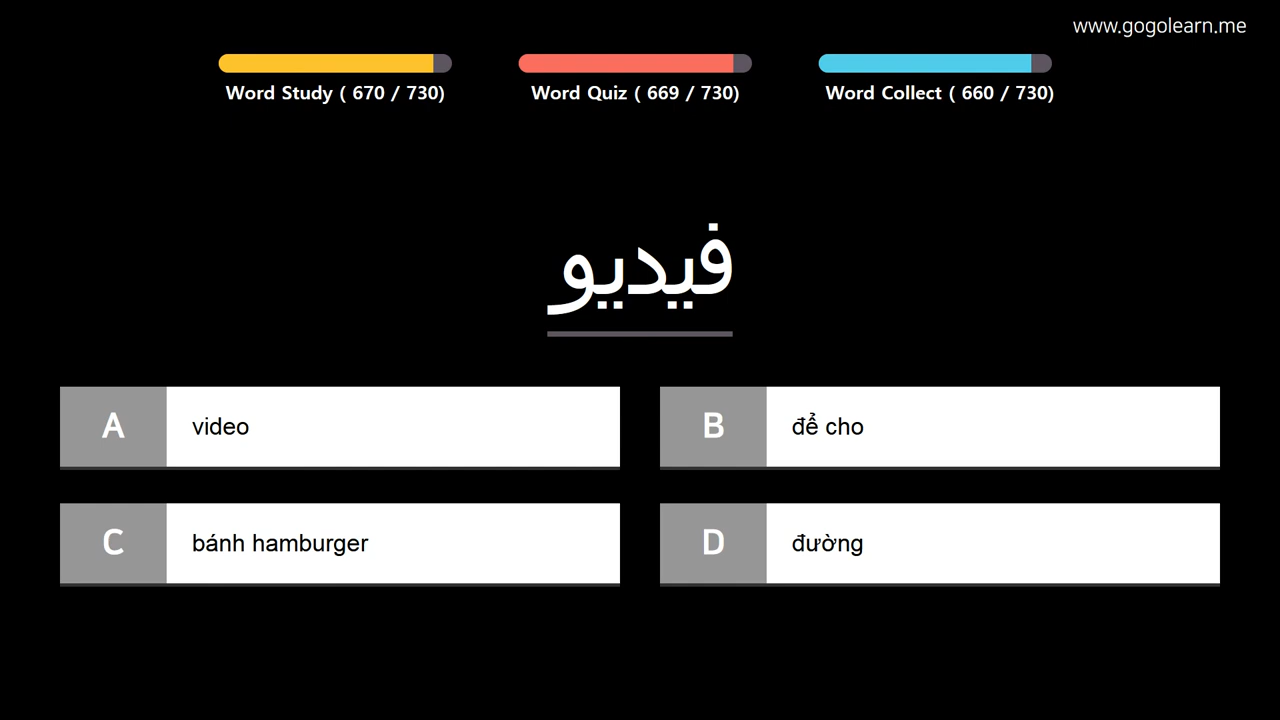 www.gogolearn.me
Word Study ( 670 / 730)
Word Quiz ( 669 / 730)
Word Collect ( 660 / 730)
فيديو
A video
B để cho
C bánh hamburger
D đường